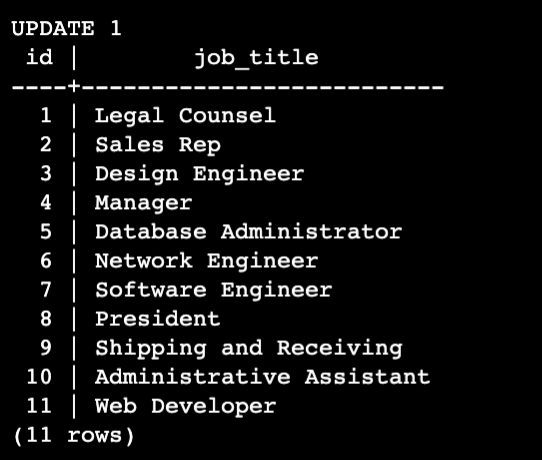 UPDATE 1
 id |        job_title
----+-------------------------
  1 | Legal Counsel
  2 | Sales Rep
  3 | Design Engineer
  4 | Manager
  5 | Database Administrator
  6 | Network Engineer
  7 | Software Engineer
  8 | President
  9 | Shipping and Receiving
 10 | Administrative Assistant
 11 | Web Developer
(11 rows)